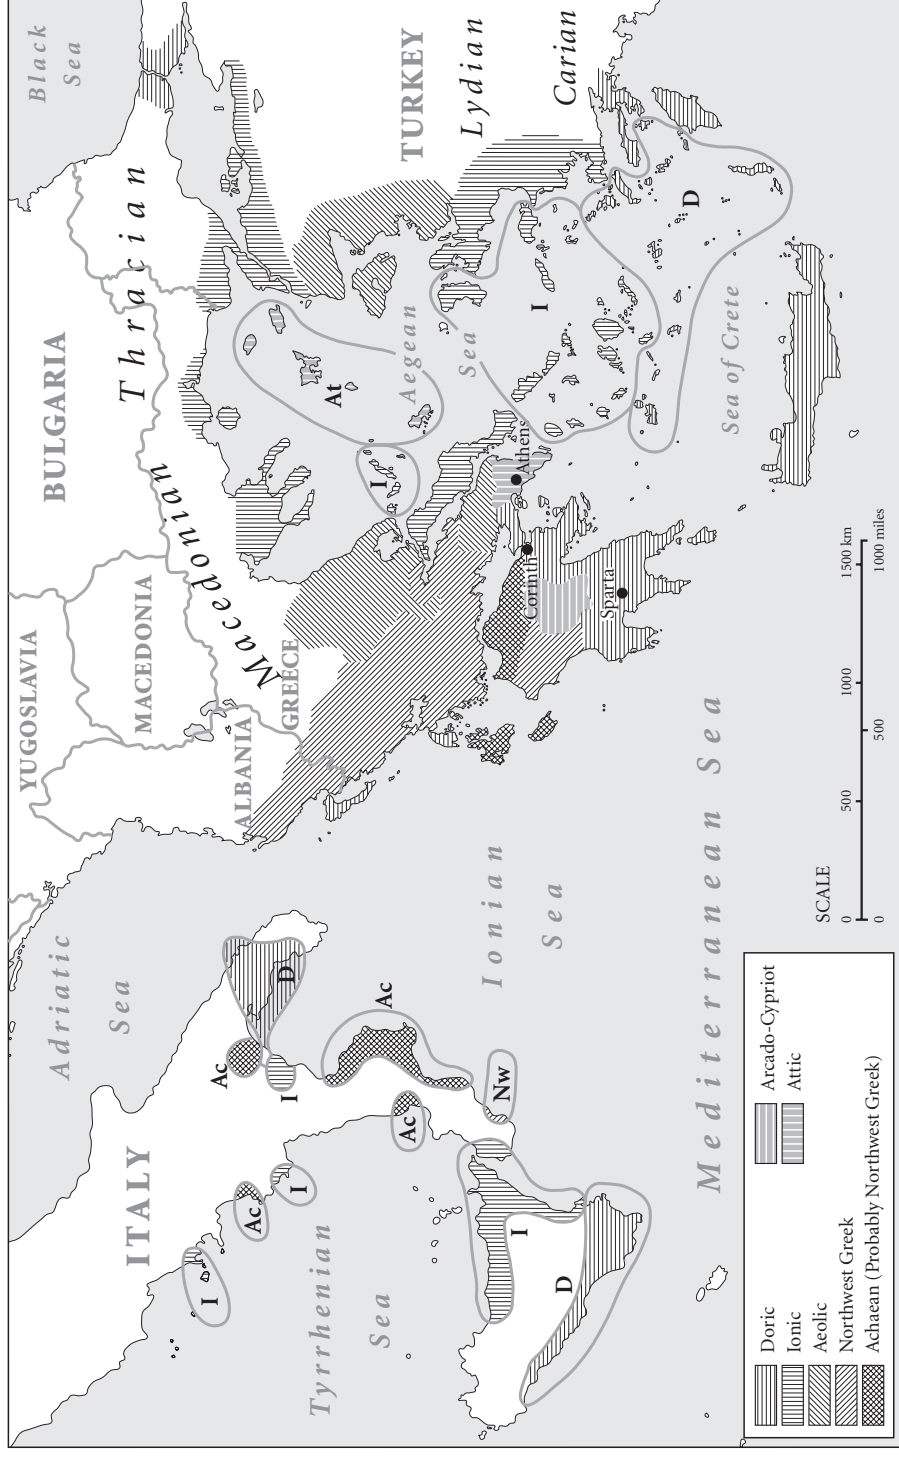 Black
Sea
BULGARIA
Thracian
TURKEY
Lydian
Carian
YUGOSLAVIA
MACEDONIA
Macedonian
ALBANIA
GREECE
At
Aegean
Sea
I
I
D
Athens
Corinth
Sparta
Sea of Crete
Adriatic
Sea
ITALY
D
Ac
I
Ac
Ionian
Sea
Ac
Nw
I
Ac
I
Tyrrhenian
Sea
I
D
Mediterranean Sea
SCALE
0 500 1000 1500 km
0 500 1000 miles
Doric
Ionic
Aeolic
Northwest Greek
Achaean (Probably Northwest Greek)
Arcado-Cypriot
Attic